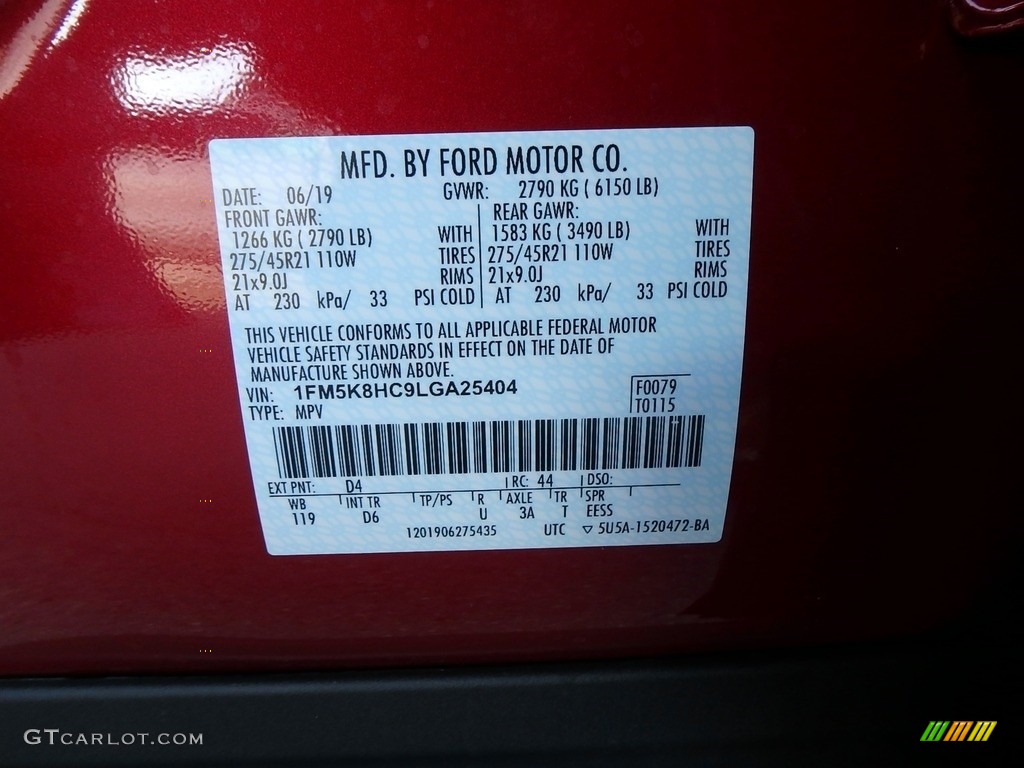 MFD. BY FORD MOTOR CO.
DATE: 06/19 GVWR: 2790 KG ( 6150 LB)
FRONT GAWR: REAR GAWR:
1266 KG ( 2790 LB) WITH 1583 KG ( 3490 LB) WITH
275/45R21 110W TIRES 275/45R21 110W TIRES
21x9.0J RIMS 21x9.0J RIMS
AT 230 kPa/ 33 PSI COLD AT 230 kPa/ 33 PSI COLD
THIS VEHICLE CONFORMS TO ALL APPLICABLE FEDERAL MOTOR
VEHICLE SAFETY STANDARDS IN EFFECT ON THE DATE OF
MANUFACTURE SHOWN ABOVE.
VIN: 1FM5K8HC9LGA25404 F0079
TYPE: MPV T0115
EXT PNT: D4 RC: 44 DSO:
WB INT TR TP/PS R AXLE TR SPR
119 D6 U 3A T EESS
1201906275435 UTC ▽ 5U5A-1520472-BA
GTCARLOT.COM